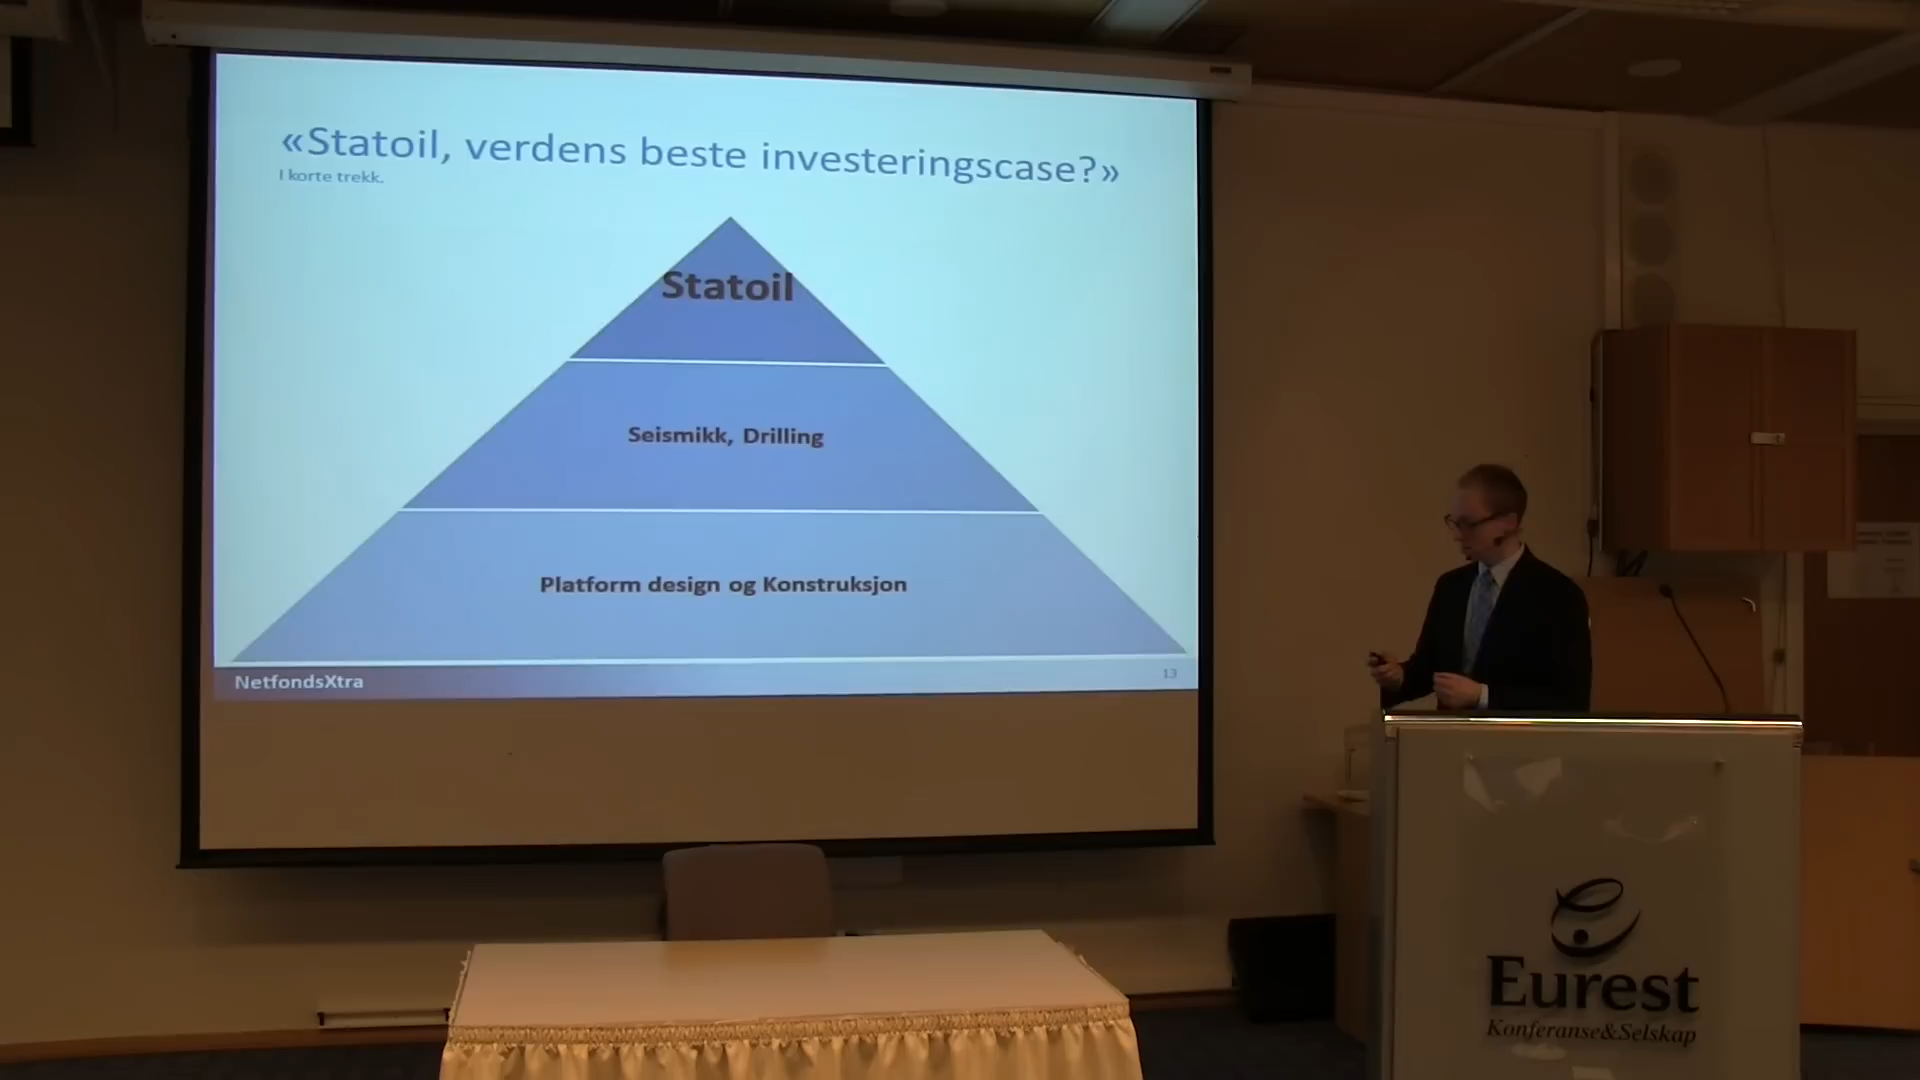 «Statoil, verdens beste investeringscase?»
I korte trekk.
Statoil
Seismikk, Drilling
Platform design og Konstruksjon
NetfondsXtra
13
Eurest
Konferanse&Selskap